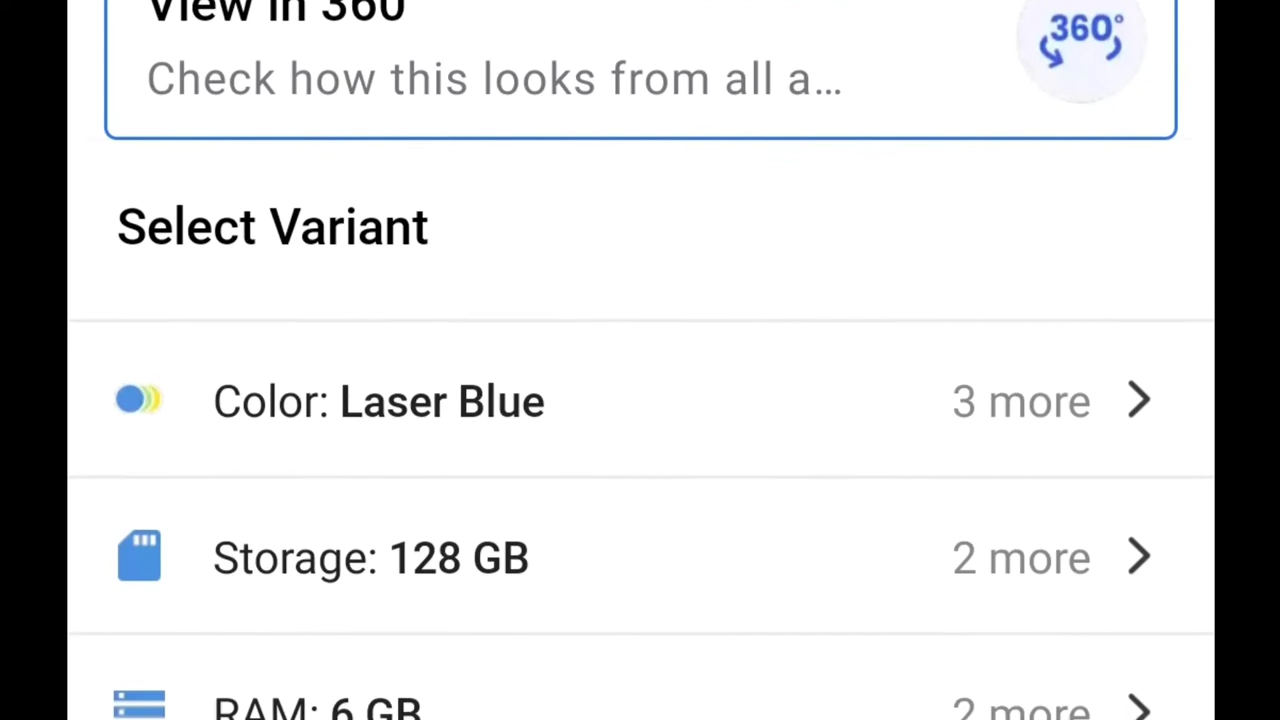 View in 360
360°
Check how this looks from all a...
Select Variant
Color: Laser Blue
3 more
Storage: 128 GB
2 more
RAM: 6 GB
2 more